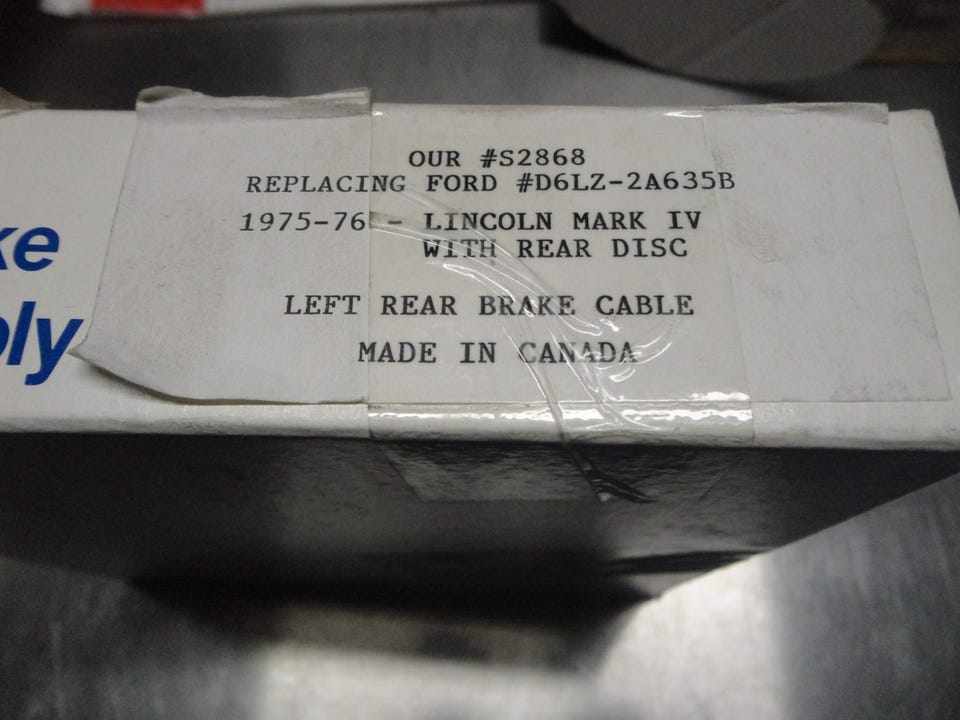 OUR #S2868
REPLACING FORD #D6LZ-2A635B
1975-76 - LINCOLN MARK IV
WITH REAR DISC
LEFT REAR BRAKE CABLE
MADE IN CANADA
ke
ply